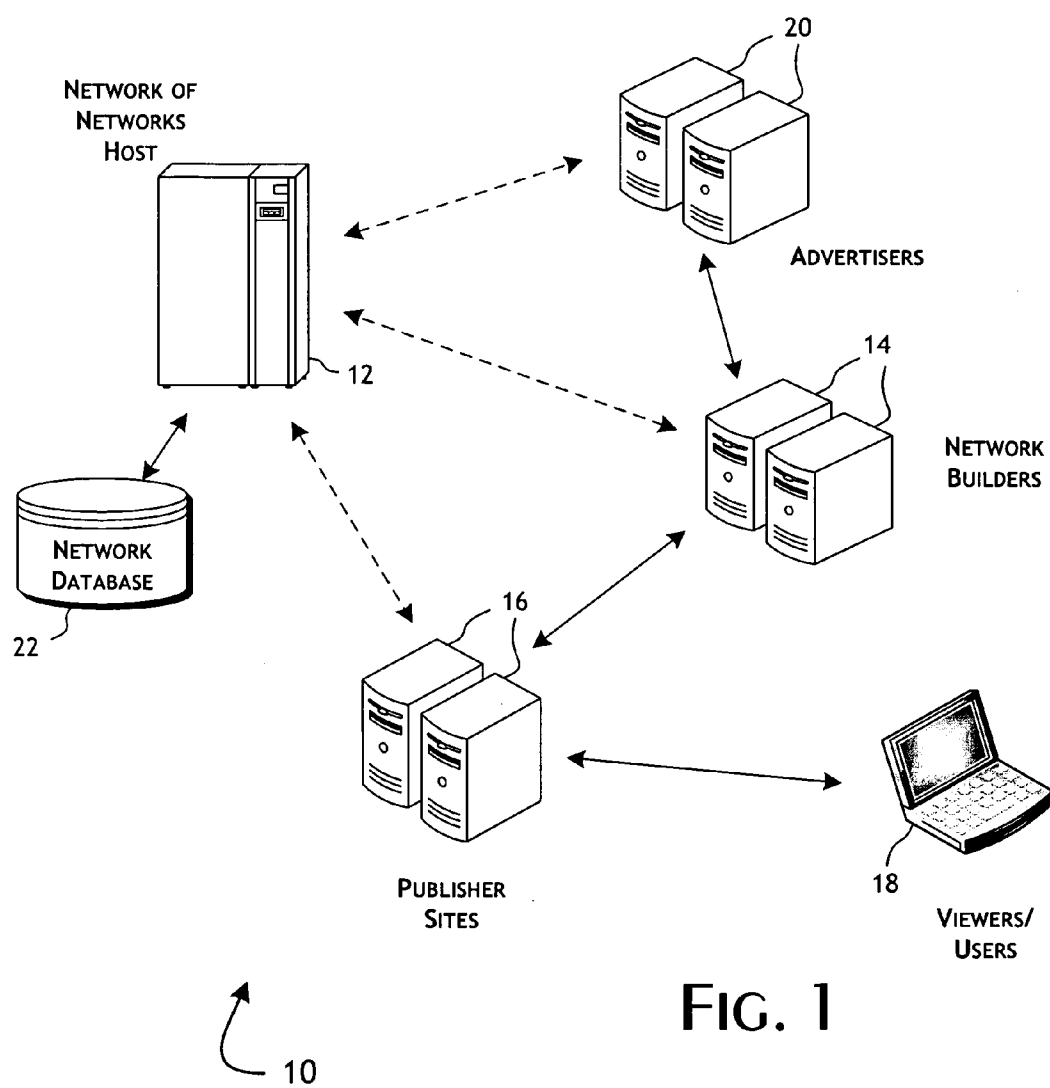 20
NETWORK OF
NETWORKS
HOST
ADVERTISERS
12
14
NETWORK
BUILDERS
NETWORK
DATABASE
22
16
18
PUBLISHER
SITES
VIEWERS/
USERS
FIG. 1
10